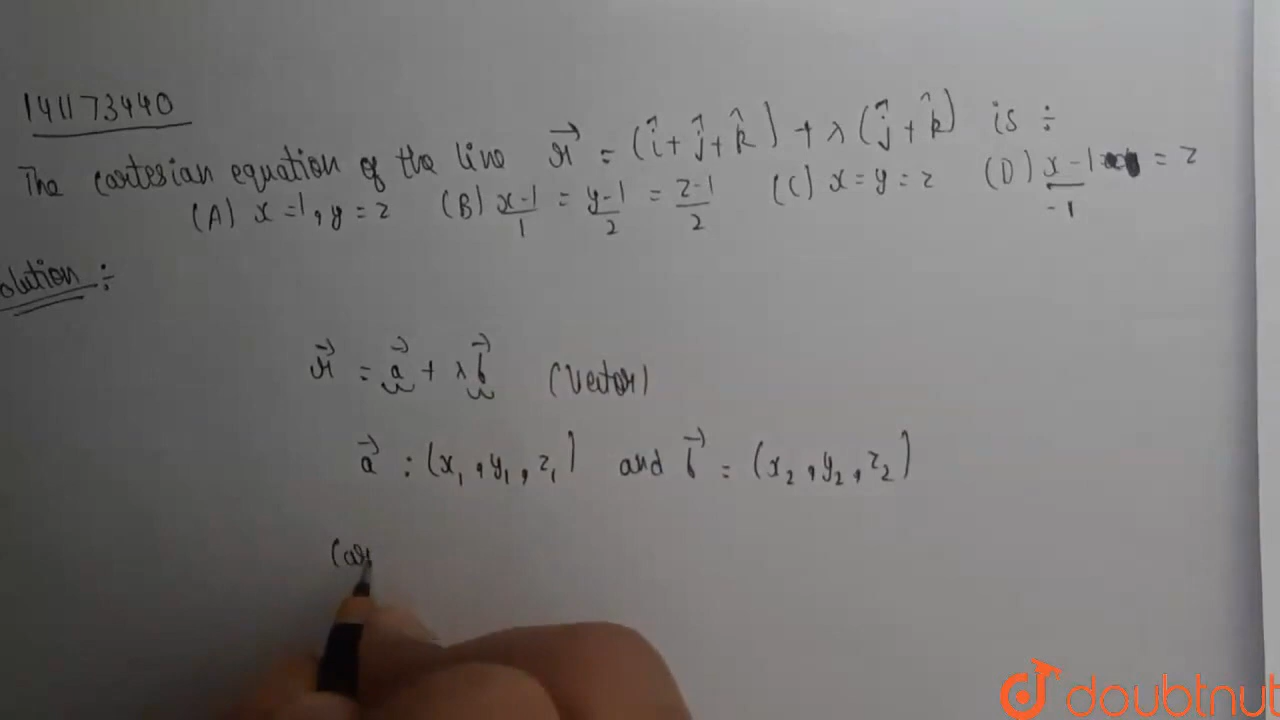 141173440
The cartesian equation of the line r⃗ = (î + ĵ + k̂) + λ (ĵ + k̂) is ÷
(A) x = 1, y = z (B) x-1/1 = y-1/2 = z-1/2 (C) x = y = z (D) x-1/-1 = z
olution ÷
r⃗ = a⃗ + λ b⃗ (Vector)
a⃗ : (x₁, y₁, z₁) and b⃗ = (x₂, y₂, z₂)
(ar
doubtnut